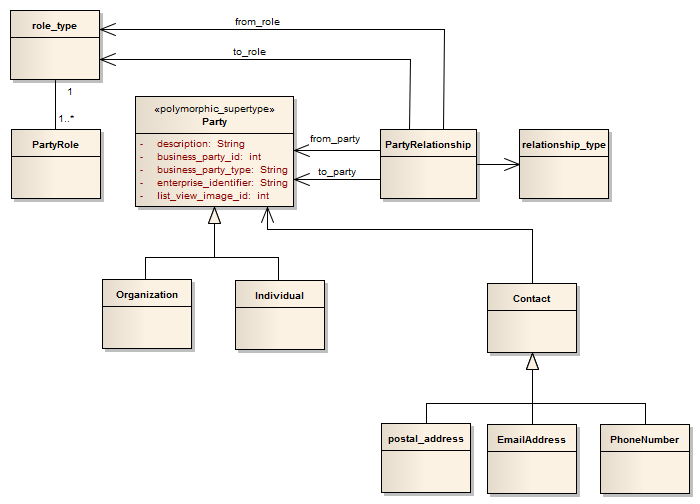 role_type
from_role
to_role
1
1..*
PartyRole
«polymorphic_supertype»
Party
- description: String
- business_party_id: int
- business_party_type: String
- enterprise_identifier: String
- list_view_image_id: int
from_party
to_party
PartyRelationship
relationship_type
Organization
Individual
Contact
postal_address
EmailAddress
PhoneNumber